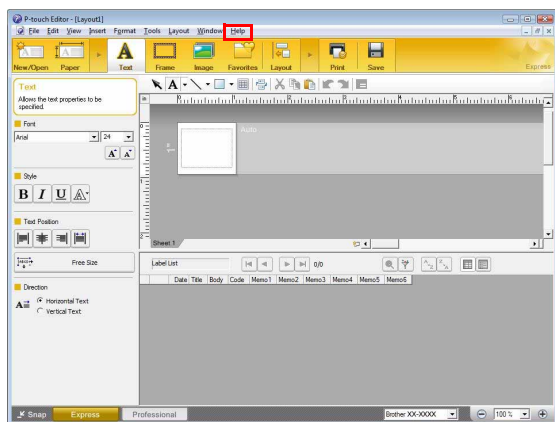 P-touch Editor - [Layout1]
File Edit View Insert Format Tools Layout Window Help
New/Open Paper Text Frame Image Favorites Layout Print Save Express
Text
Allows the text properties to be
specified.
Font
Arial 24
A A
Style
B I U A
Text Position
Free Size
Direction
Horizontal Text
Vertical Text
Auto
1"
Sheet 1
Label List 0/0
Date Title Body Code Memo1 Memo2 Memo3 Memo4 Memo5 Memo6
Snap Express Professional Brother XX-XXXX 100 %